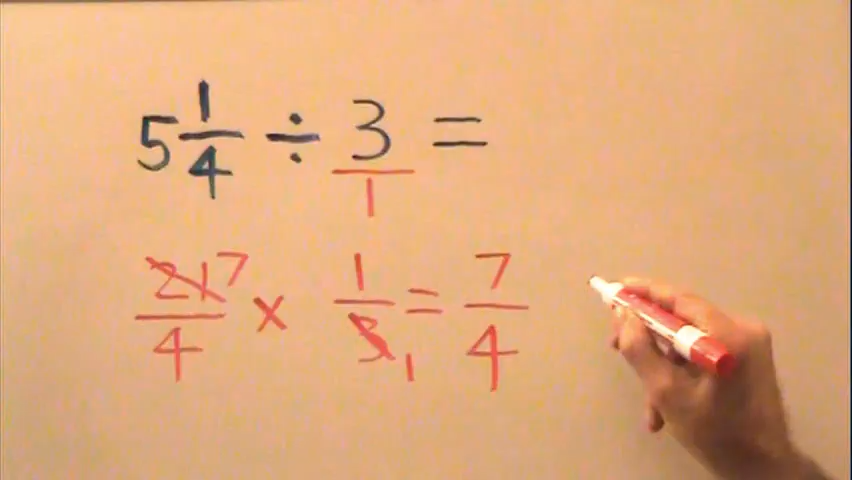 5 1/4 ÷ 3/1 =
21 7/4 × 1/3 1 = 7/4